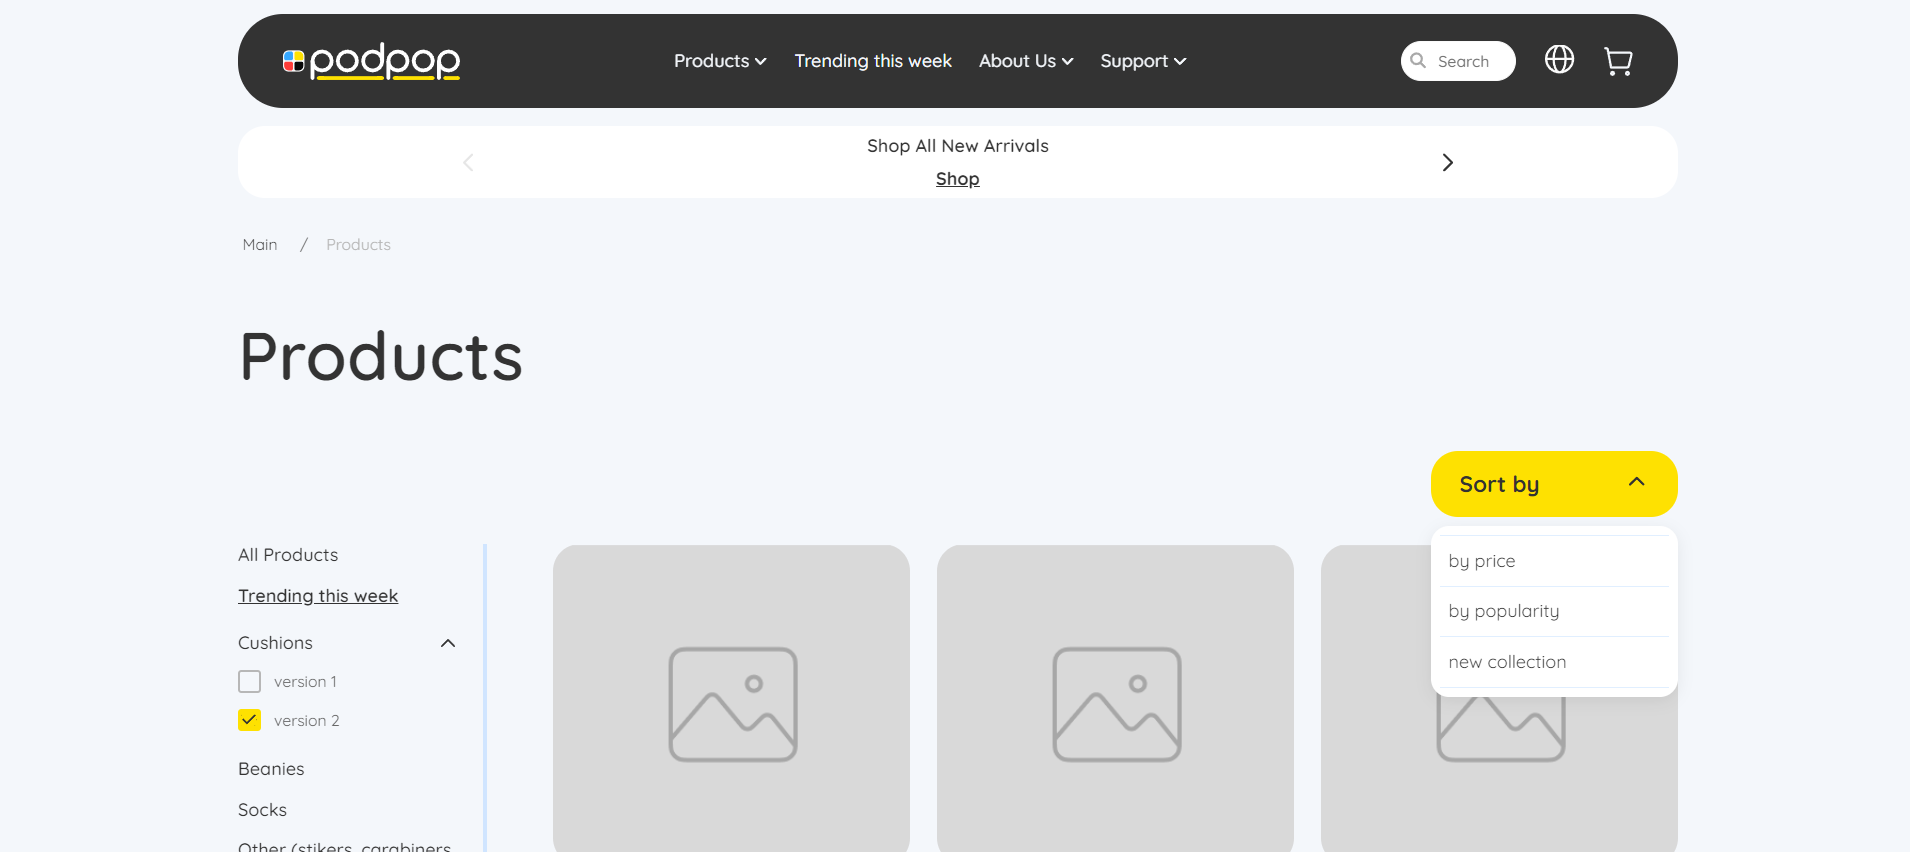 podpop
Products
Trending this week
About Us
Support
Search
Shop All New Arrivals
Shop
Main / Products
Products
Sort by
by price
by popularity
new collection
All Products
Trending this week
Cushions
version 1
version 2
Beanies
Socks
Other (stikers, carabiners